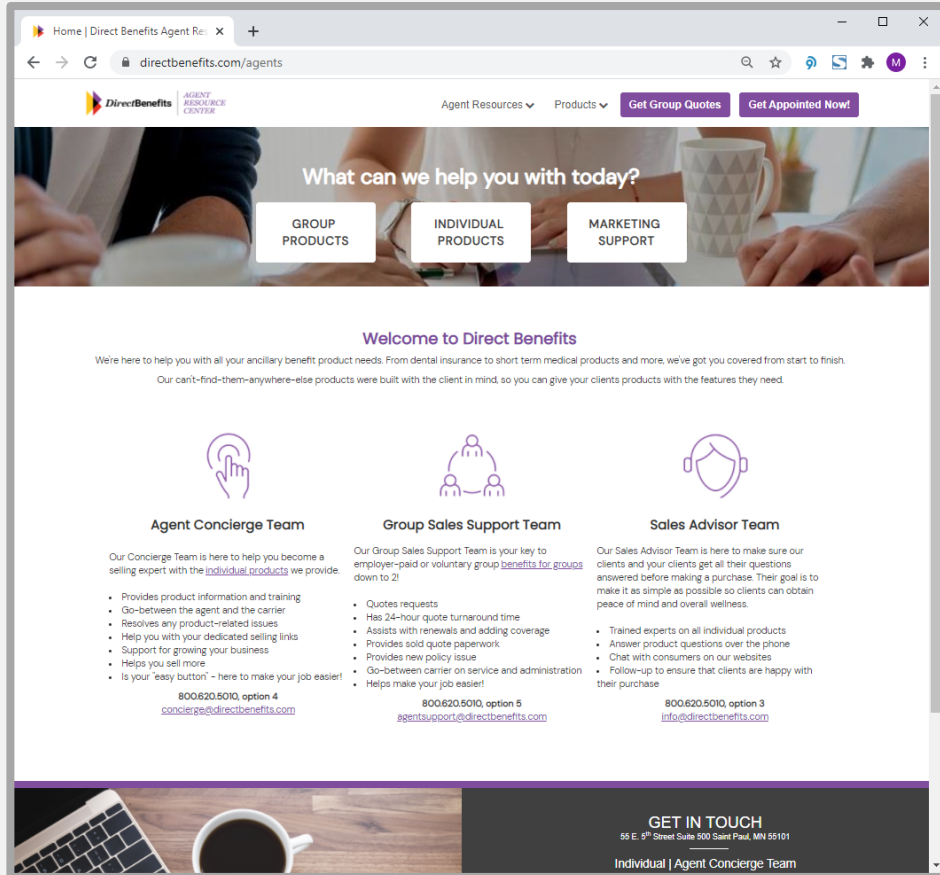 Home | Direct Benefits Agent Res
directbenefits.com/agents
M
DirectBenefits
AGENT
RESOURCE
CENTER
Agent Resources
Products
Get Group Quotes
Get Appointed Now!
What can we help you with today?
GROUP
PRODUCTS
INDIVIDUAL
PRODUCTS
MARKETING
SUPPORT
Welcome to Direct Benefits
We're here to help you with all your ancillary benefit product needs. From dental insurance to short term medical products and more, we've got you covered from start to finish.
Our can't-find-them-anywhere-else products were built with the client in mind, so you can give your clients products with the features they need.
Agent Concierge Team
Our Concierge Team is here to help you become a
selling expert with the individual products we provide.
• Provides product information and training
• Go-between the agent and the carrier
• Resolves any product-related issues
• Help you with your dedicated selling links
• Support for growing your business
• Helps you sell more
• Is your "easy button" - here to make your job easier!
800.620.5010, option 4
concierge@directbenefits.com
Group Sales Support Team
Our Group Sales Support Team is your key to
employer-paid or voluntary group benefits for groups
down to 2!
• Quotes requests
• Has 24-hour quote turnaround time
• Assists with renewals and adding coverage
• Provides sold quote paperwork
• Provides new policy issue
• Go-between carrier on service and administration
• Helps make your job easier!
800.620.5010, option 5
agentsupport@directbenefits.com
Sales Advisor Team
Our Sales Advisor Team is here to make sure our
clients and your clients get all their questions
answered before making a purchase. Their goal is to
make it as simple as possible so clients can obtain
peace of mind and overall wellness.
• Trained experts on all individual products
• Answer product questions over the phone
• Chat with consumers on our websites
• Follow-up to ensure that clients are happy with
their purchase
800.620.5010, option 3
info@directbenefits.com
GET IN TOUCH
55 E. 5th Street Suite 500 Saint Paul, MN 55101
Individual | Agent Concierge Team